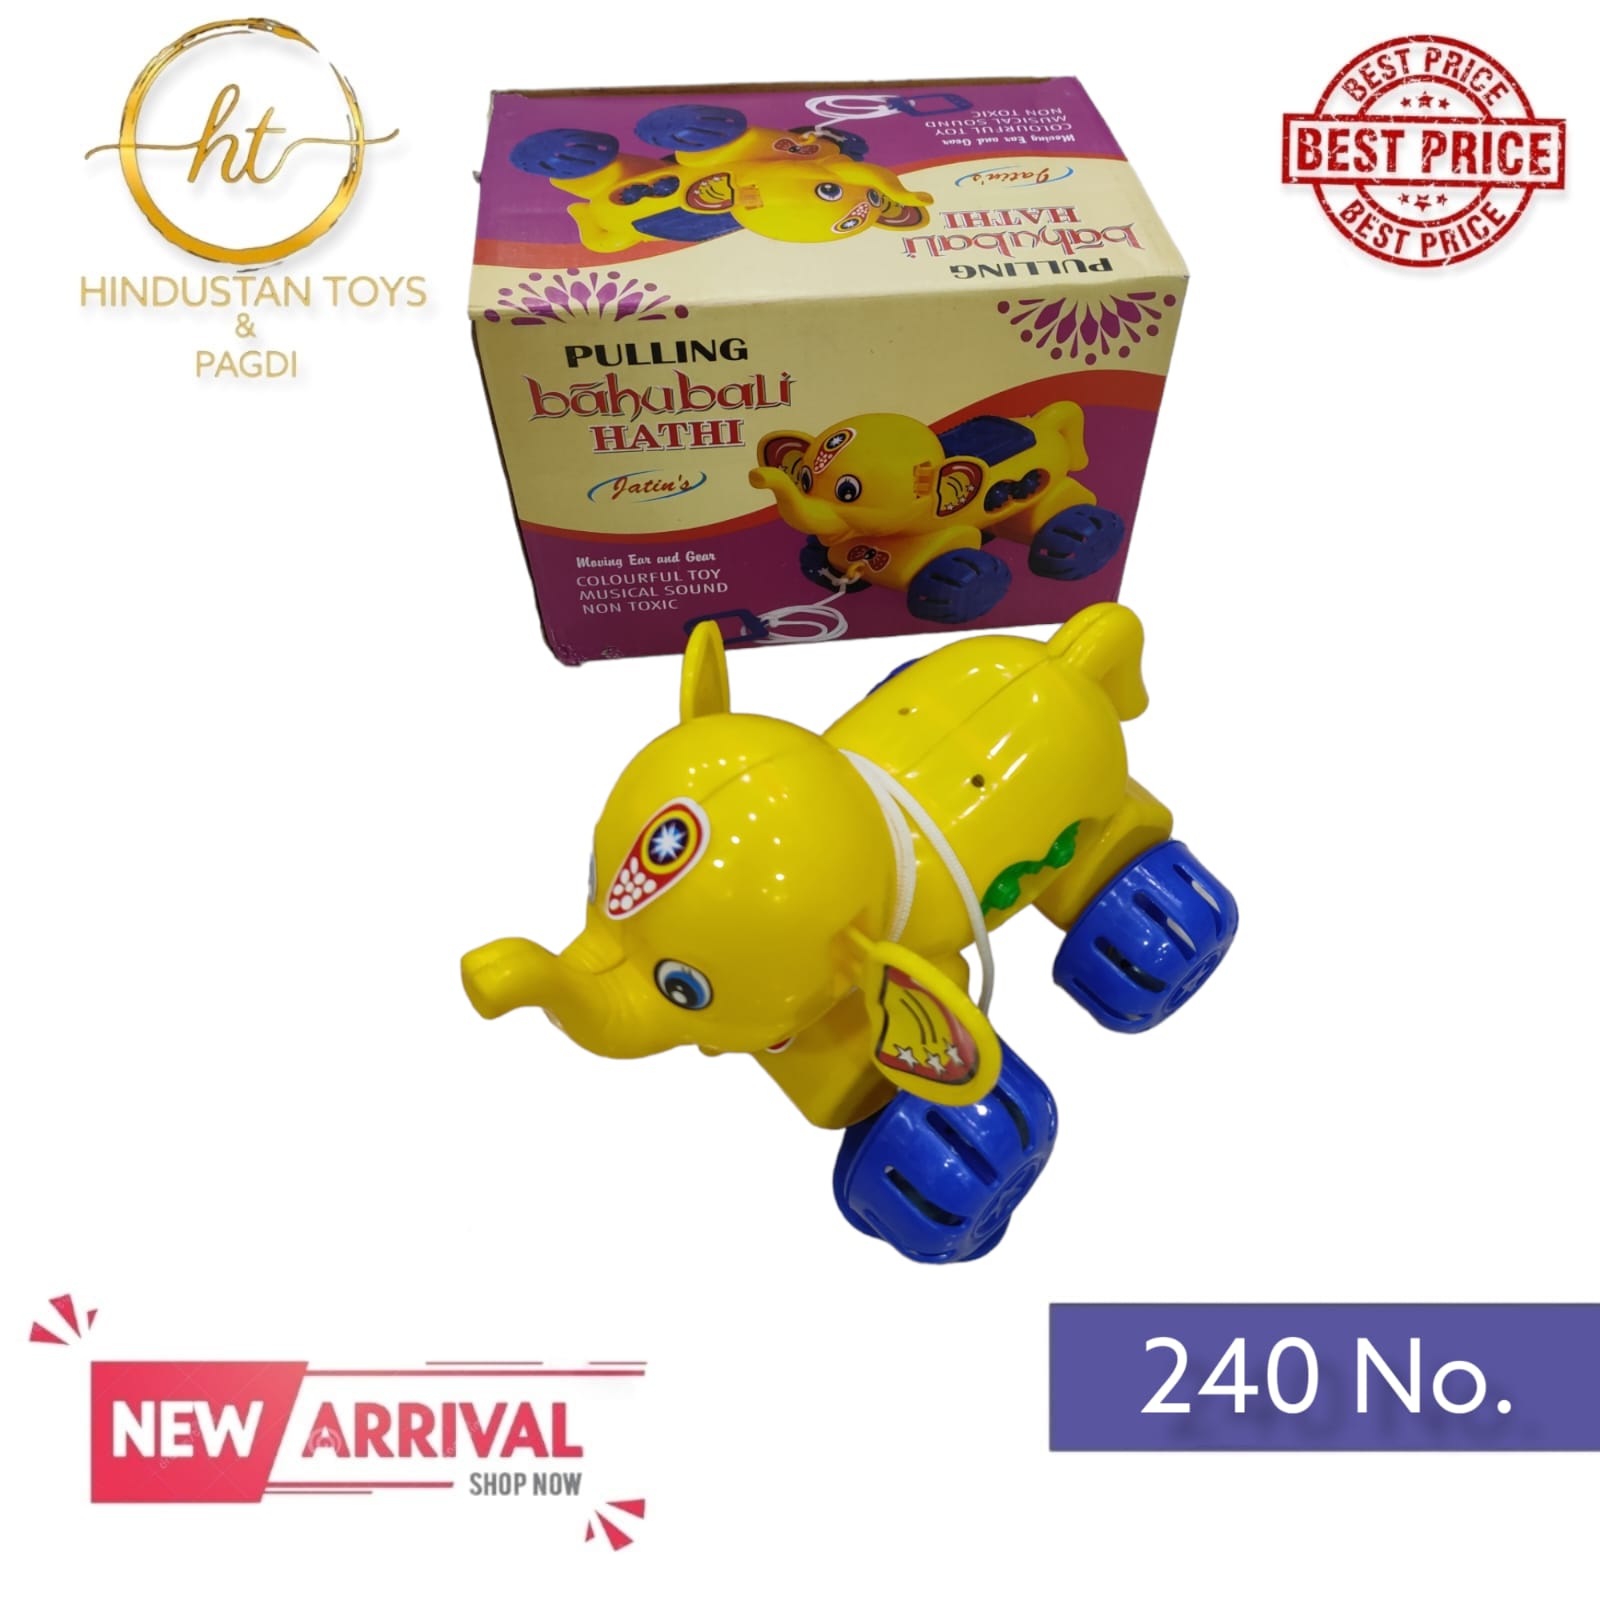 ht
HINDUSTAN TOYS
&
PAGDI
BEST PRICE
BEST PRICE
BEST PRICE
Moving Ear and Gear
COLOURFUL TOY
MUSICAL SOUND
NON TOXIC
Jatin's
PULLING
bāhubali
HATHI
PULLING
bāhubali
HATHI
Jatin's
Moving Ear and Gear
COLOURFUL TOY
MUSICAL SOUND
NON TOXIC
NEW ARRIVAL
SHOP NOW
240 No.